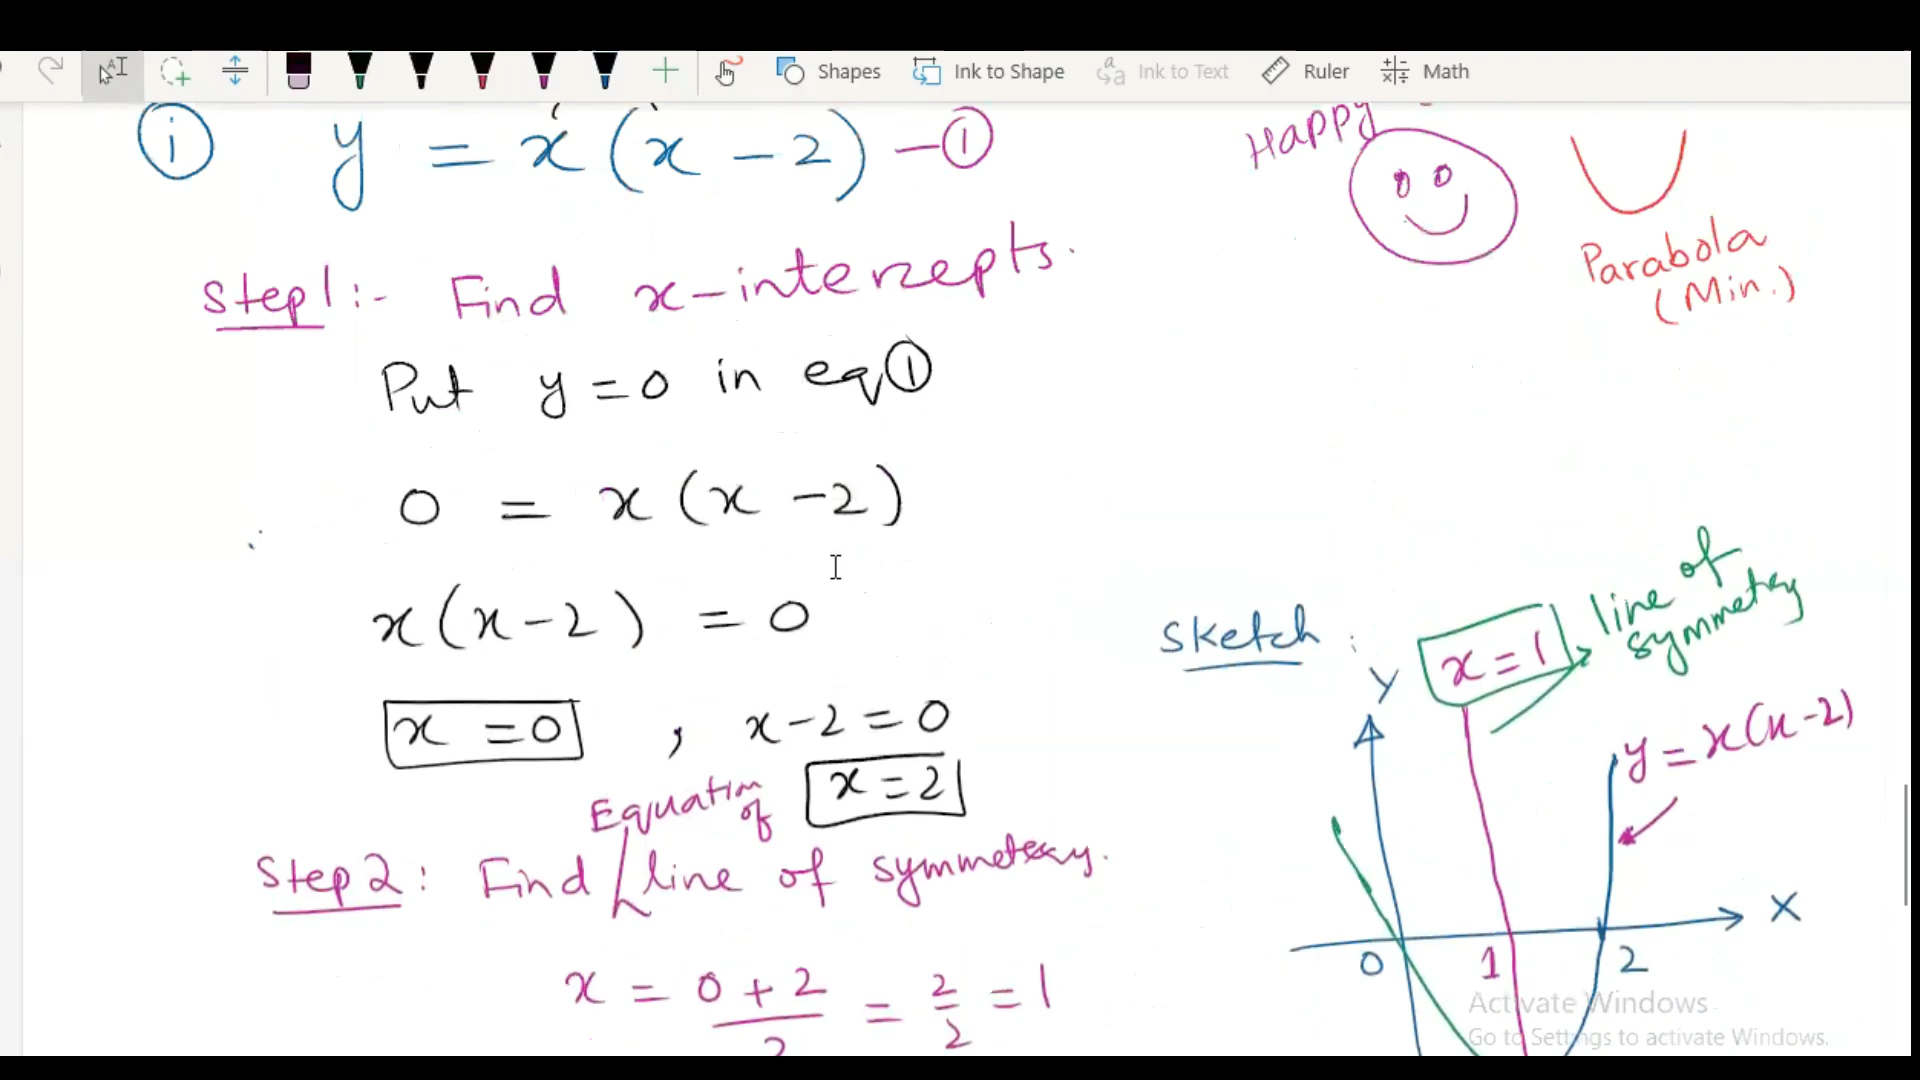 Shapes Ink to Shape Ink to Text Ruler Math
i y = x(x - 2) - 1
Happy
Parabola
(Min.)
Step1:- Find x-intercepts.
Put y = 0 in eq 1
0 = x(x - 2)
x(x - 2) = 0
x = 0 , x - 2 = 0
x = 2
Equation of
Step 2: Find line of symmetry.
x = 0 + 2 / 2 = 2/2 = 1
Sketch :
x = 1
line of
symmetry
Y
y = x(x - 2)
X
0 1 2
Activate Windows
Go to Settings to activate Windows.